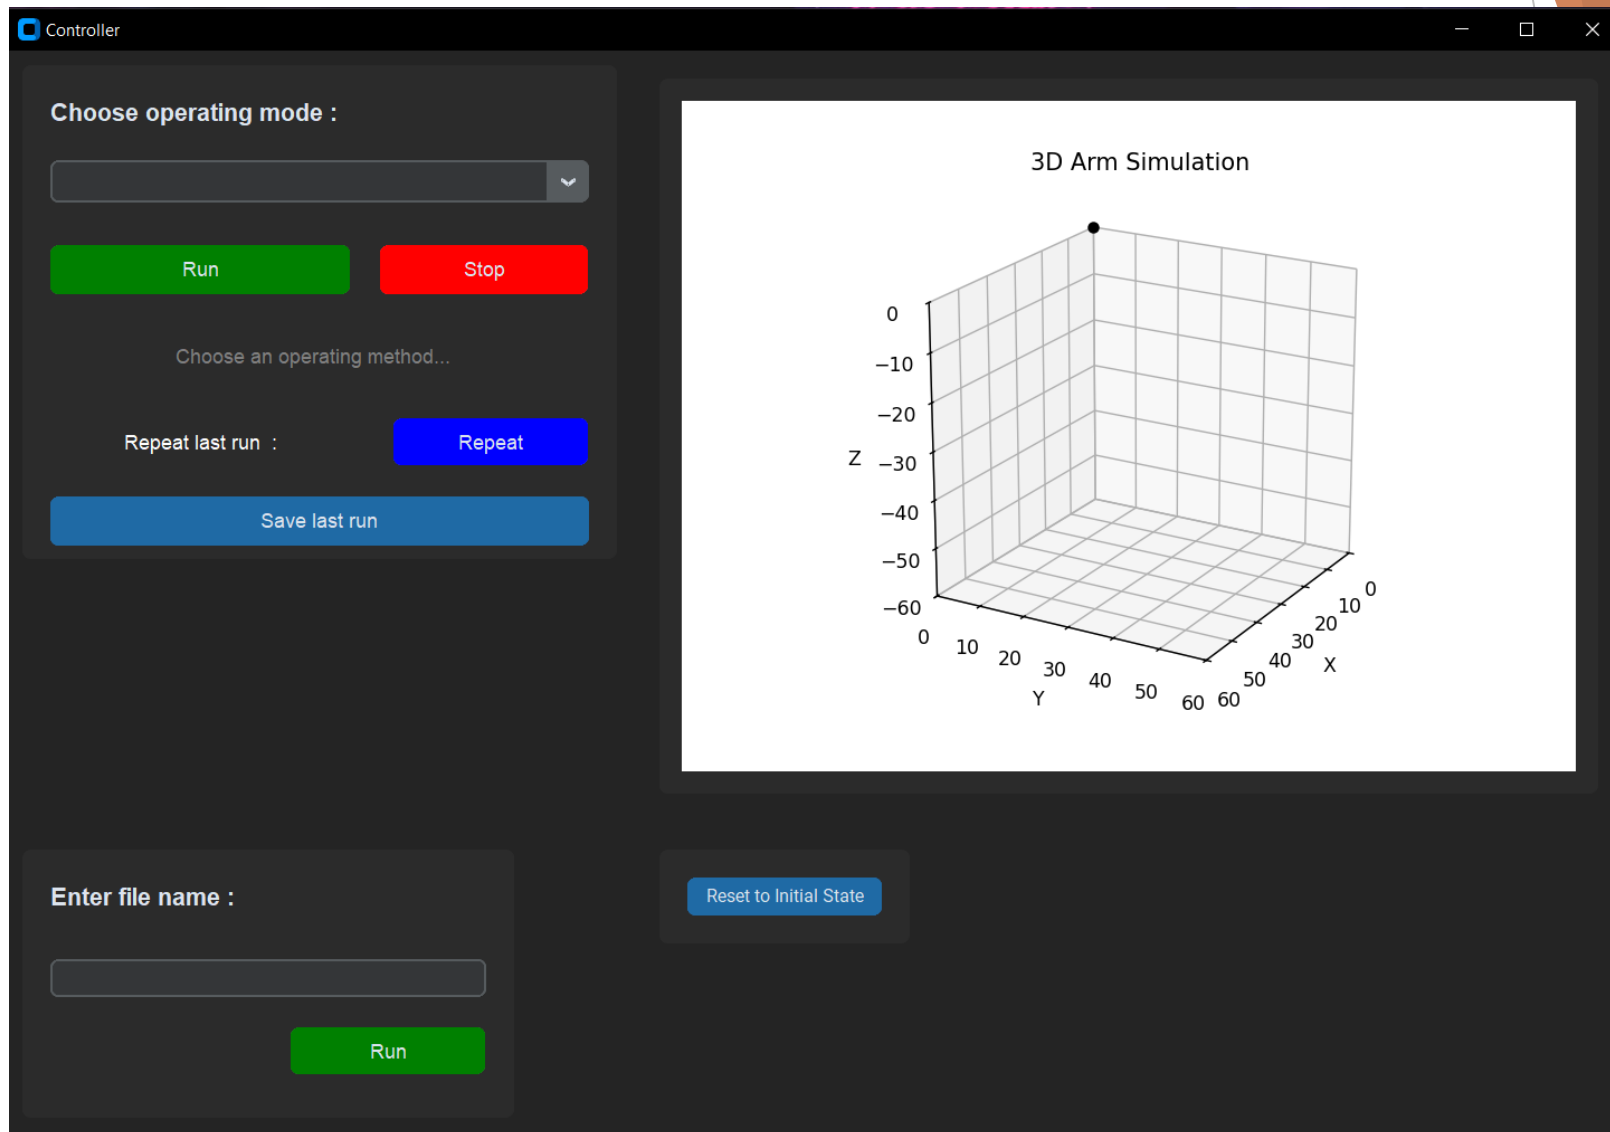 Controller
Choose operating mode :
Run Stop
Choose an operating method...
Repeat last run : Repeat
Save last run
3D Arm Simulation
0
−10
−20
Z −30
−40
−50
−60
0 10 20 30 40 50 60
Y
60 50 40 30 20 10 0
X
Enter file name :
Run
Reset to Initial State